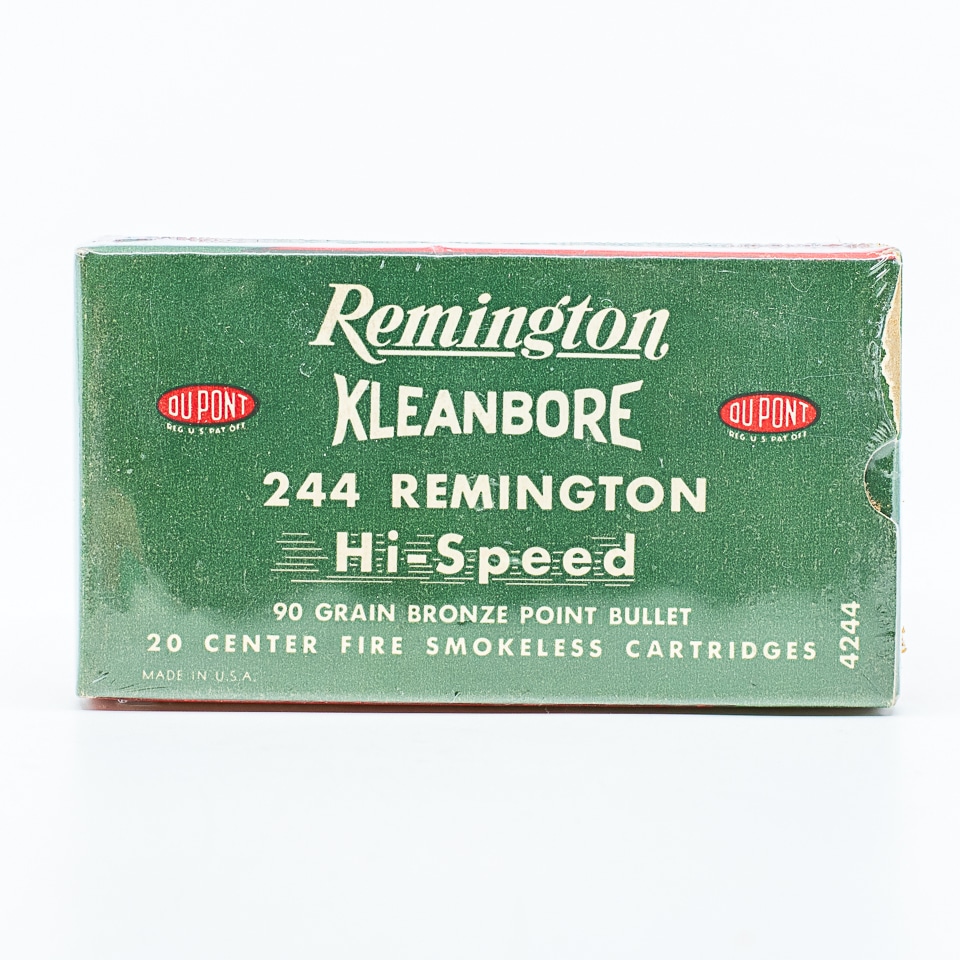 Remington
KLEANBORE
DU PONT
REG. U.S. PAT. OFF.
DU PONT
REG. U.S. PAT. OFF.
244 REMINGTON
Hi-Speed
90 GRAIN BRONZE POINT BULLET
20 CENTER FIRE SMOKELESS CARTRIDGES
4244
MADE IN U.S.A.